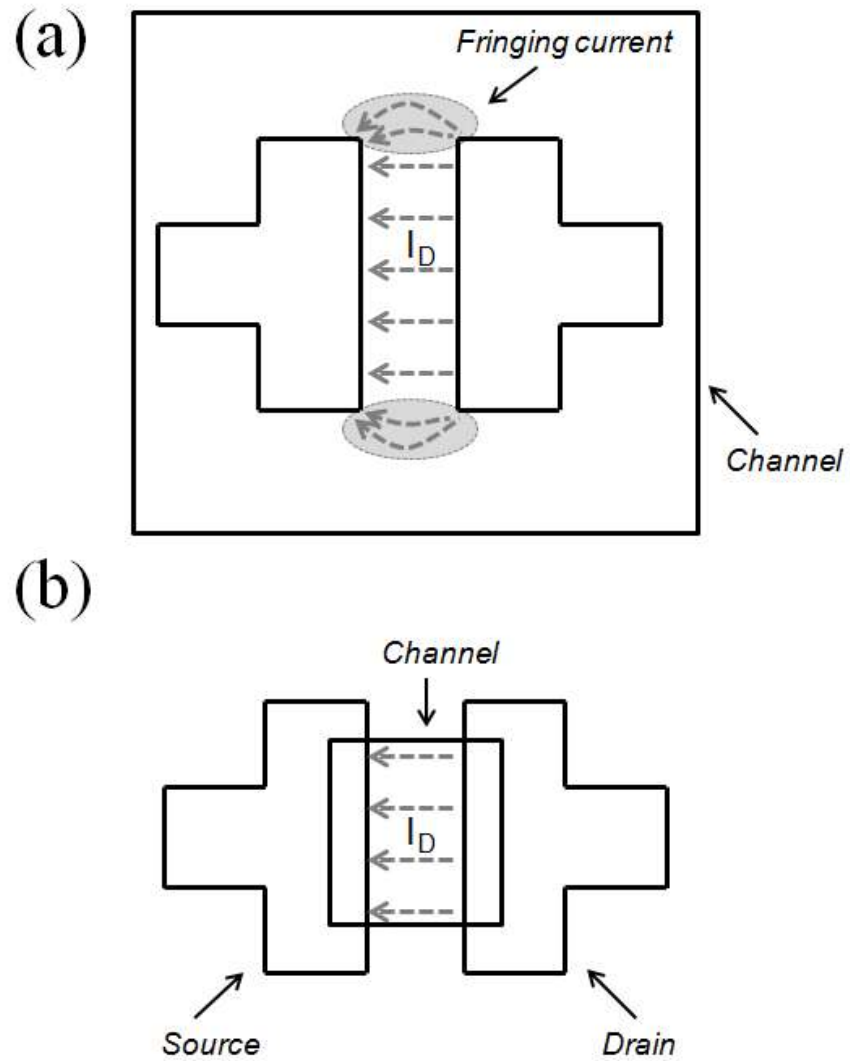 (a)
Fringing current
I_D
Channel
(b)
Channel
I_D
Source
Drain